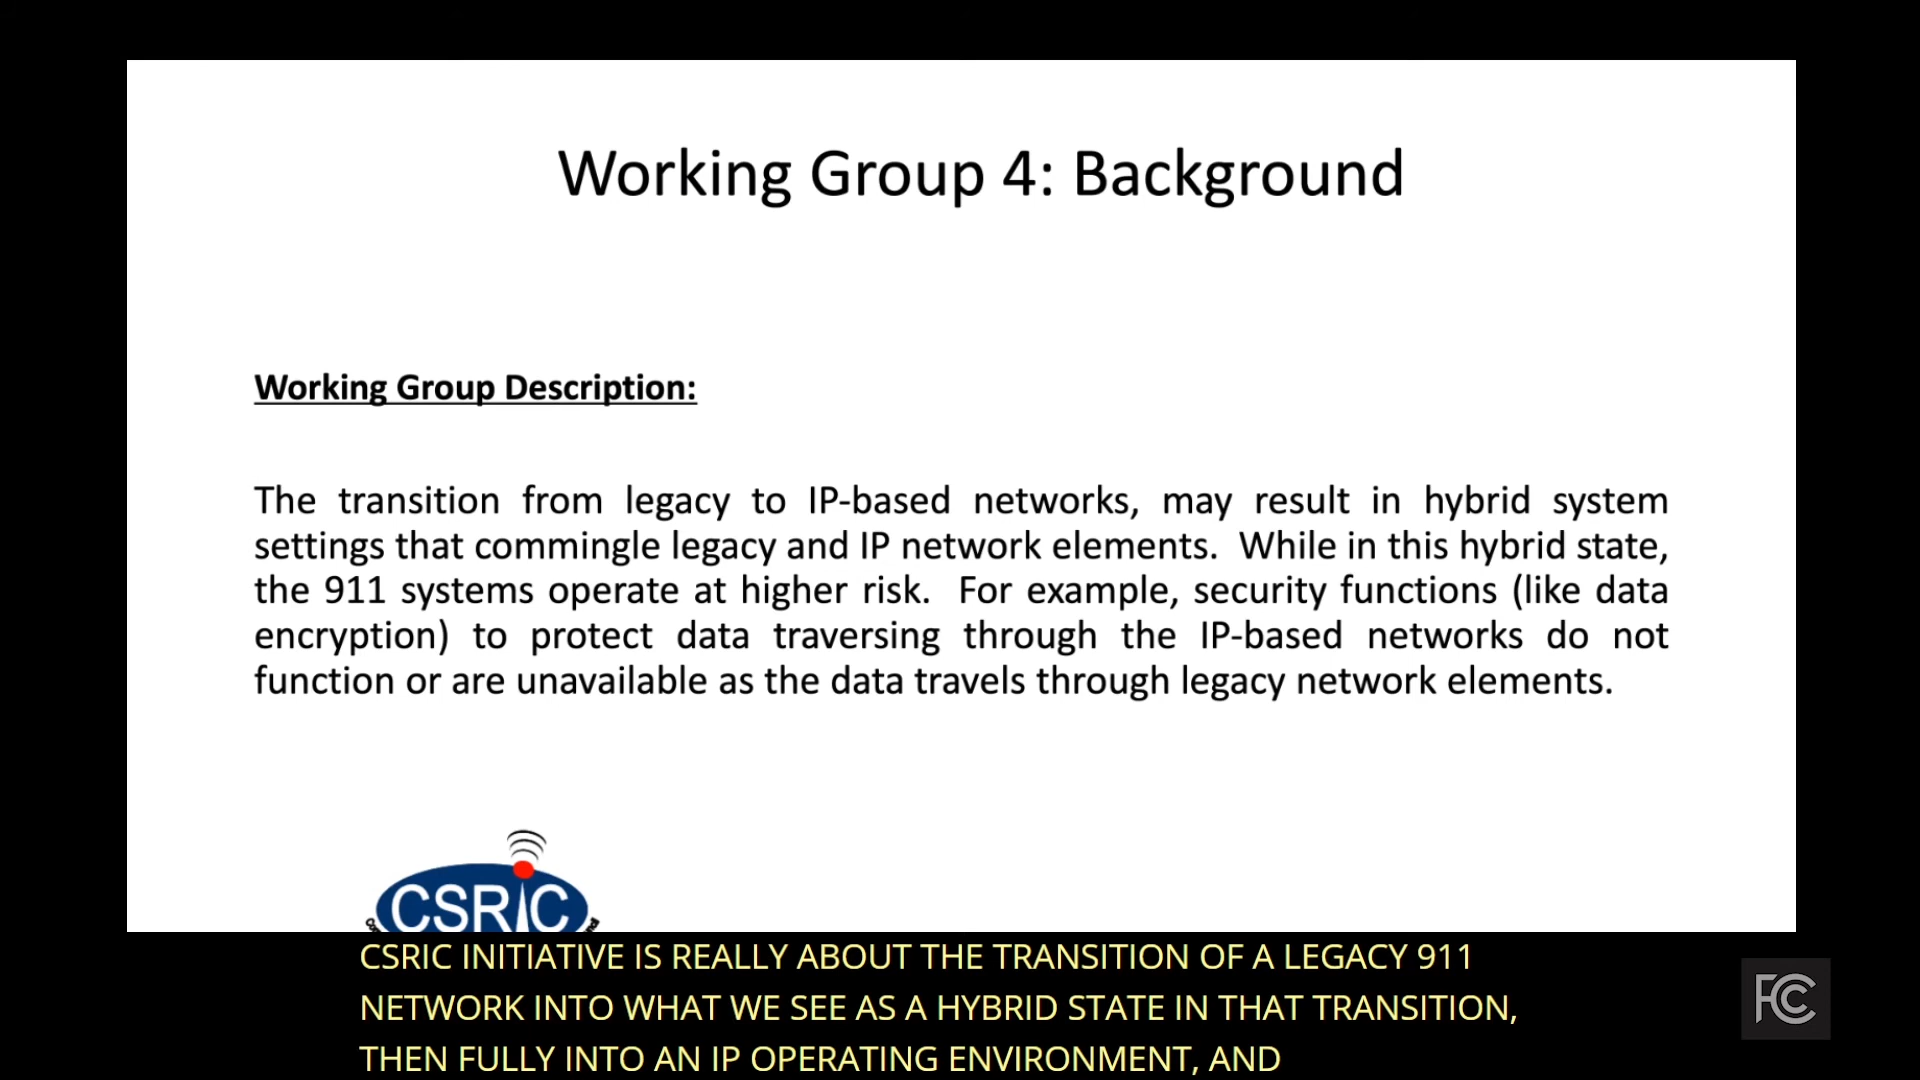 Working Group 4: Background
Working Group Description:
The transition from legacy to IP-based networks, may result in hybrid system
settings that commingle legacy and IP network elements.  While in this hybrid state,
the 911 systems operate at higher risk.  For example, security functions (like data
encryption) to protect data traversing through the IP-based networks do not
function or are unavailable as the data travels through legacy network elements.
CSRIC
CSRIC INITIATIVE IS REALLY ABOUT THE TRANSITION OF A LEGACY 911
NETWORK INTO WHAT WE SEE AS A HYBRID STATE IN THAT TRANSITION,
THEN FULLY INTO AN IP OPERATING ENVIRONMENT, AND
FCC